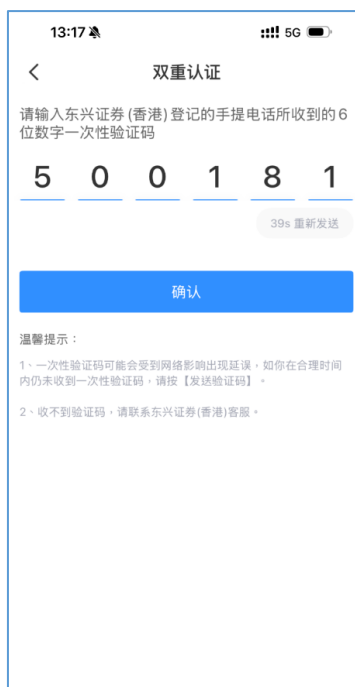 13:17 5G
双重认证
请输入东兴证券 (香港) 登记的手提电话所收到的 6
位数字一次性验证码
5 0 0 1 8 1
39s 重新发送
确认
温馨提示：
1、一次性验证码可能会受到网络影响出现延误，如你在合理时间
内仍未收到一次性验证码，请按【发送验证码】。
2、收不到验证码，请联系东兴证券(香港)客服。